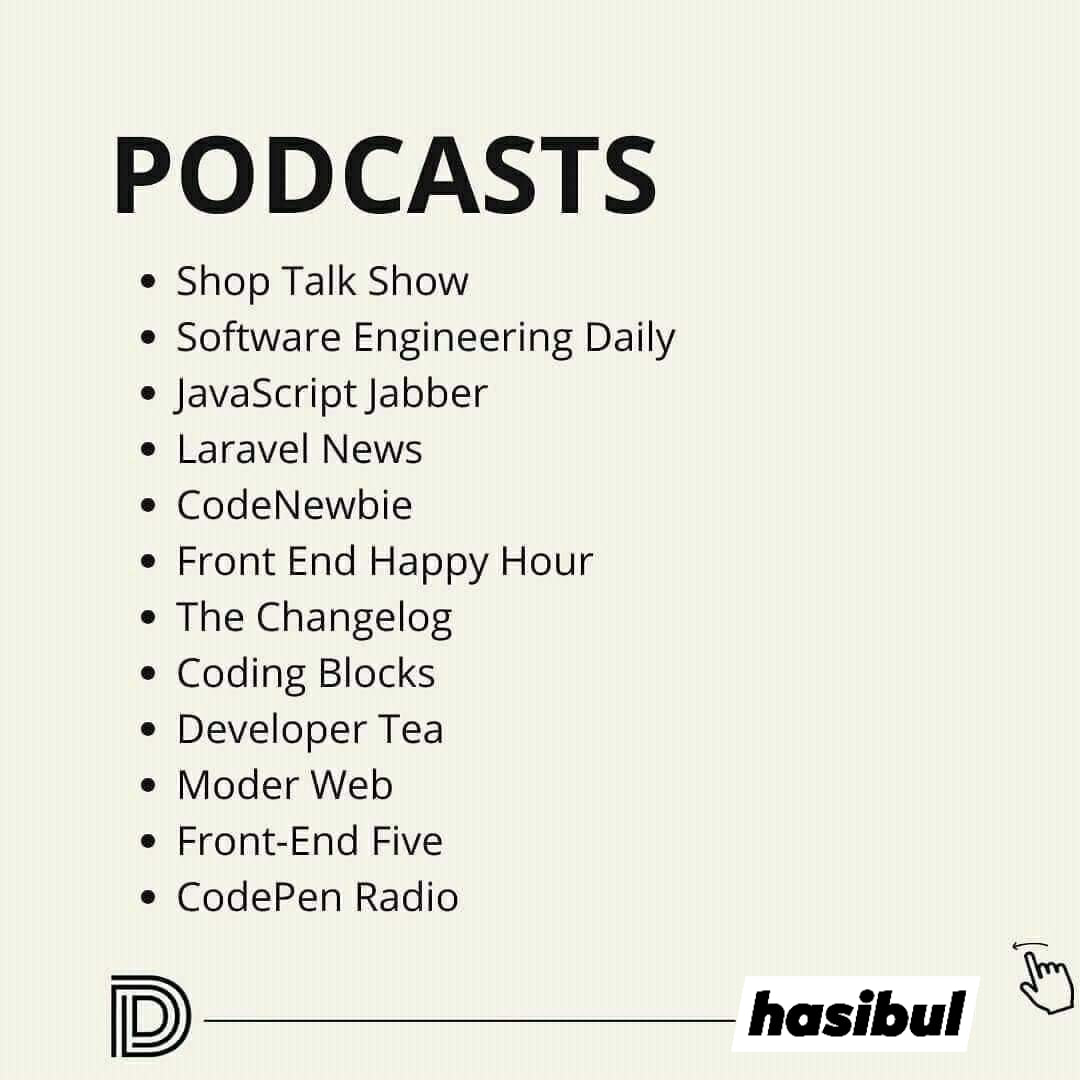 PODCASTS
• Shop Talk Show
• Software Engineering Daily
• JavaScript Jabber
• Laravel News
• CodeNewbie
• Front End Happy Hour
• The Changelog
• Coding Blocks
• Developer Tea
• Moder Web
• Front-End Five
• CodePen Radio
D
hasibul